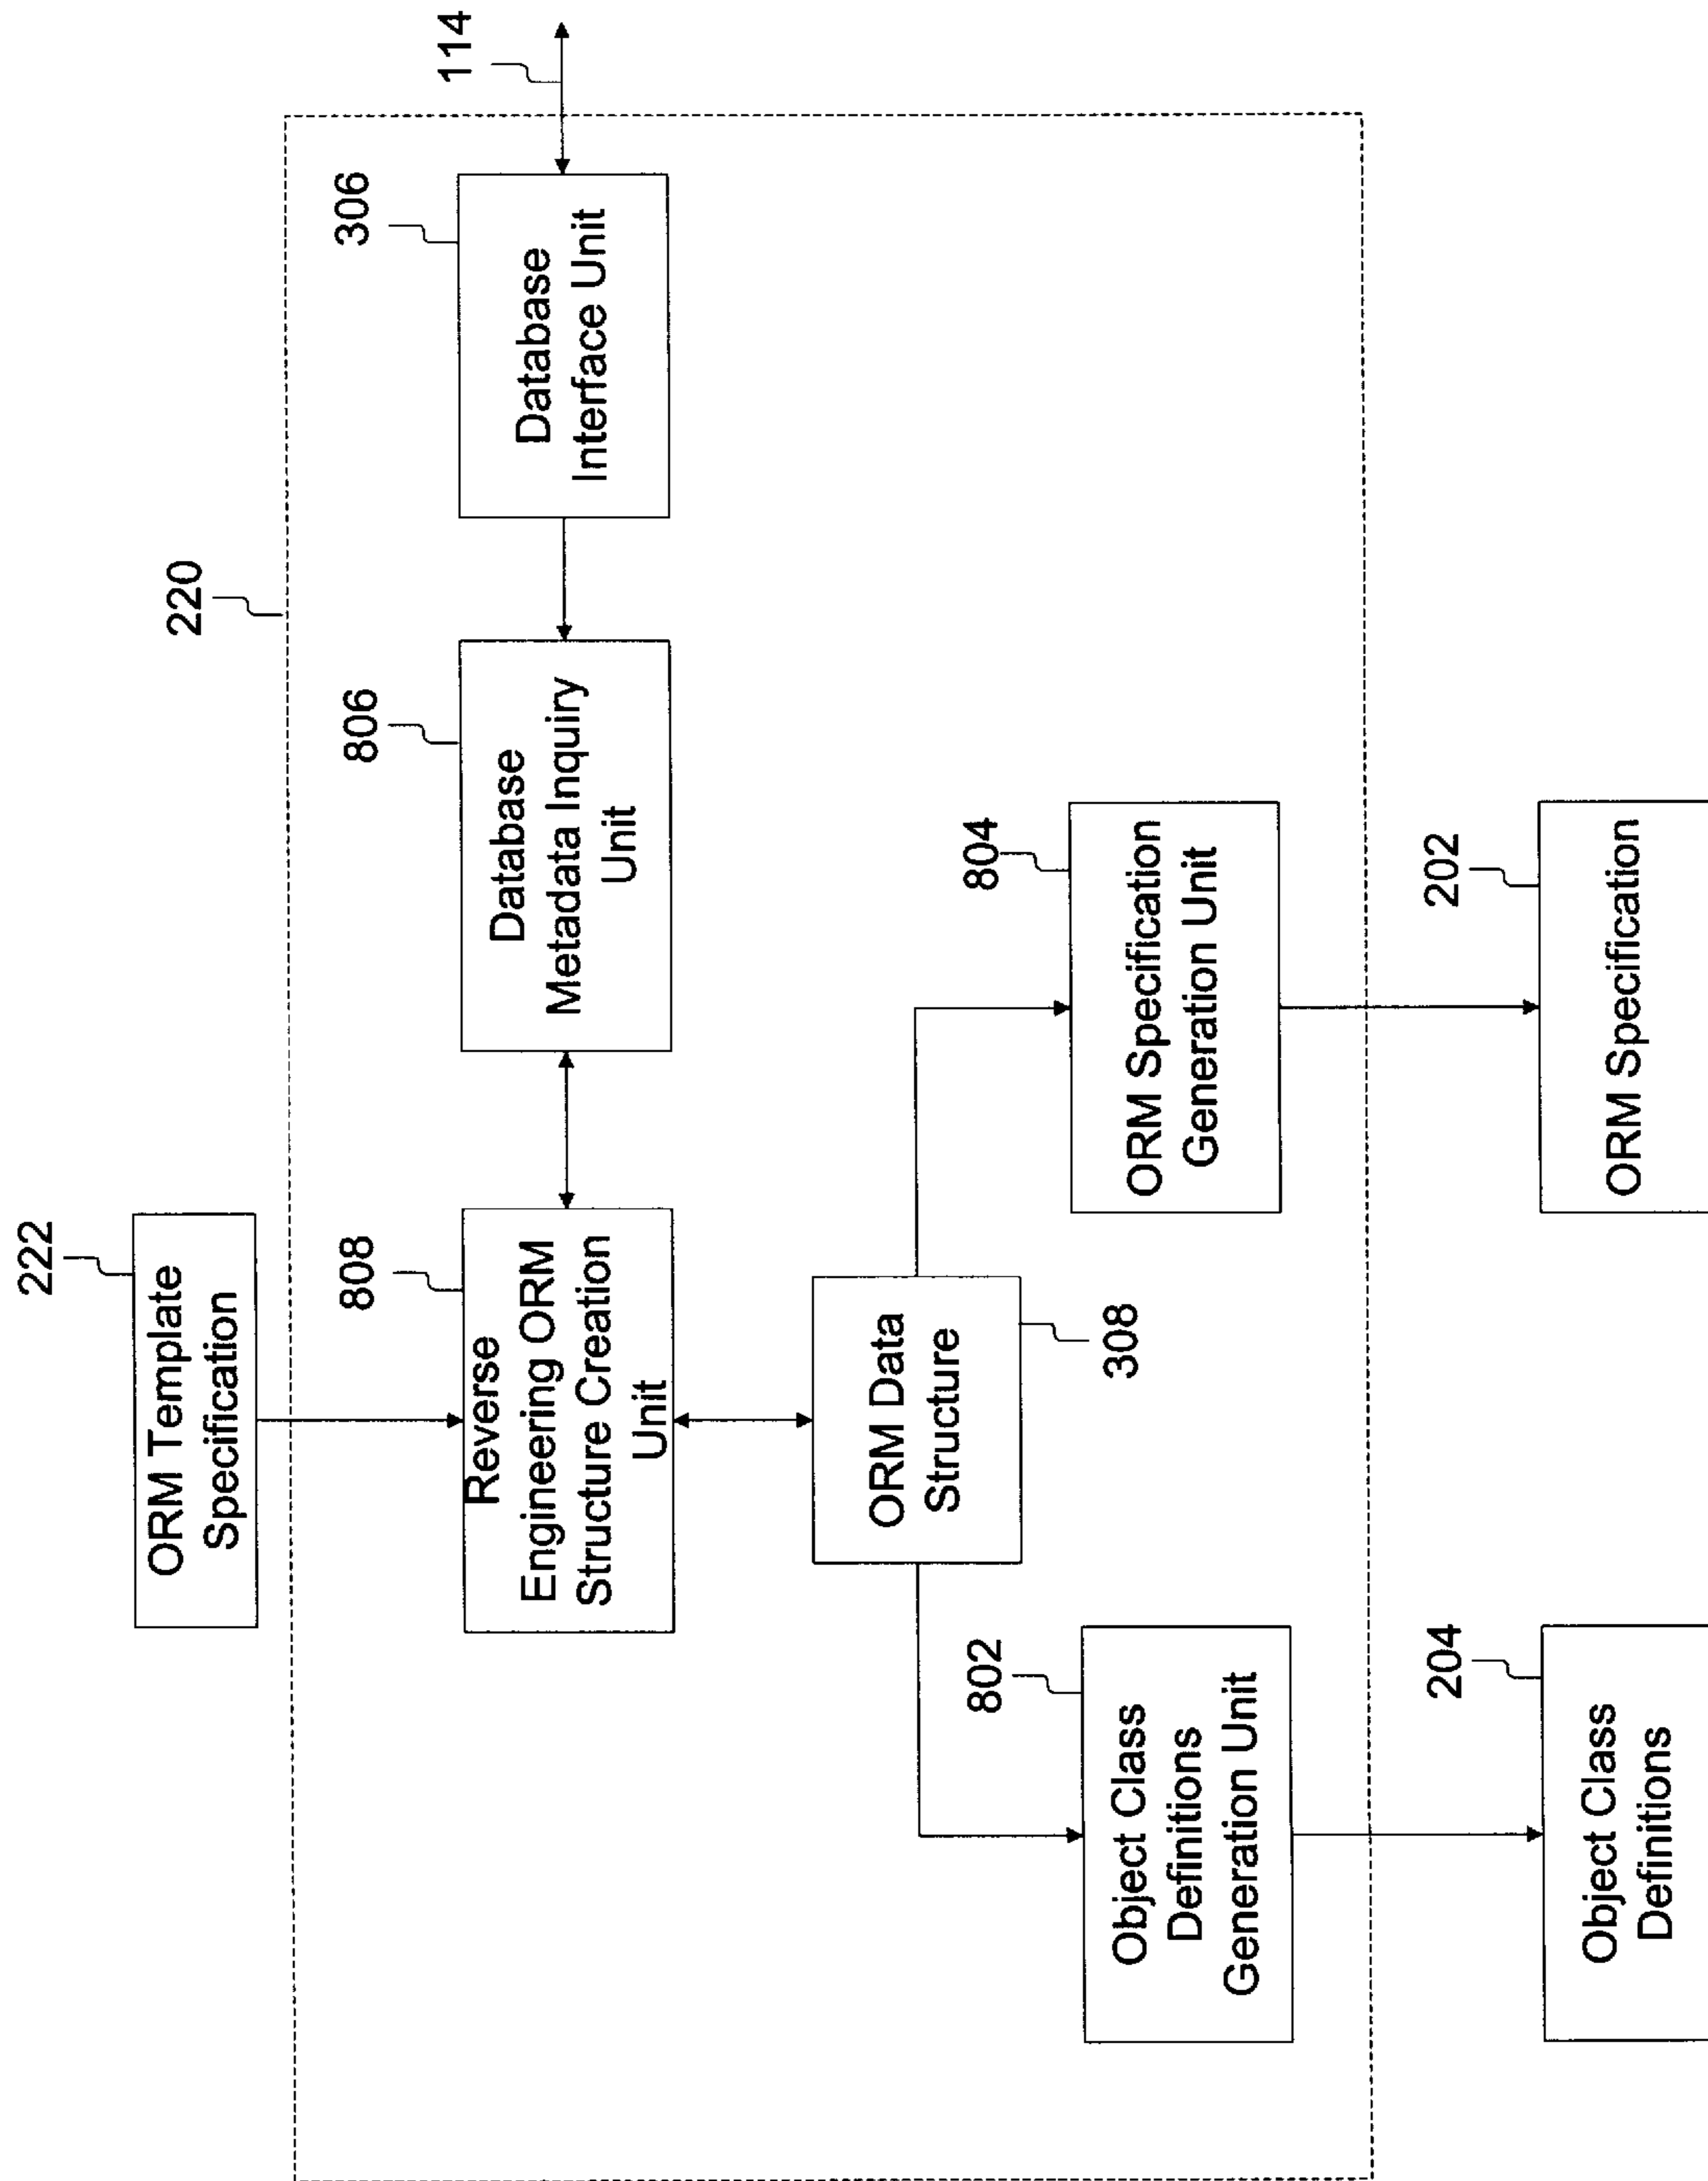 222
ORM Template
Specification
220
808
Reverse
Engineering ORM
Structure Creation
Unit
806
Database
Metadata Inquiry
Unit
306
Database
Interface Unit
114
ORM Data
Structure
308
802
Object Class
Definitions
Generation Unit
804
ORM Specification
Generation Unit
204
Object Class
Definitions
202
ORM Specification